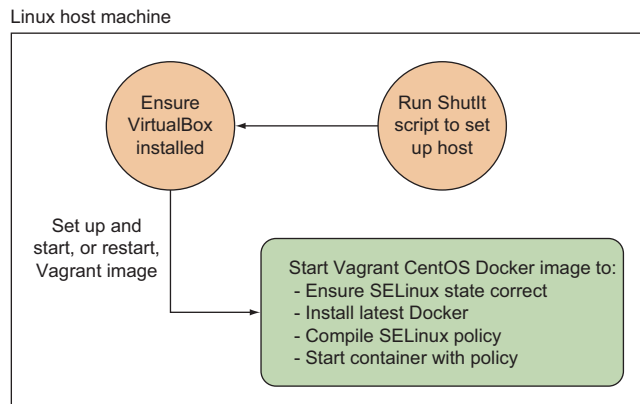 Linux host machine
Ensure
VirtualBox
installed
Run ShutIt
script to set
up host
Set up and
start, or restart,
Vagrant image
Start Vagrant CentOS Docker image to:
- Ensure SELinux state correct
- Install latest Docker
- Compile SELinux policy
- Start container with policy